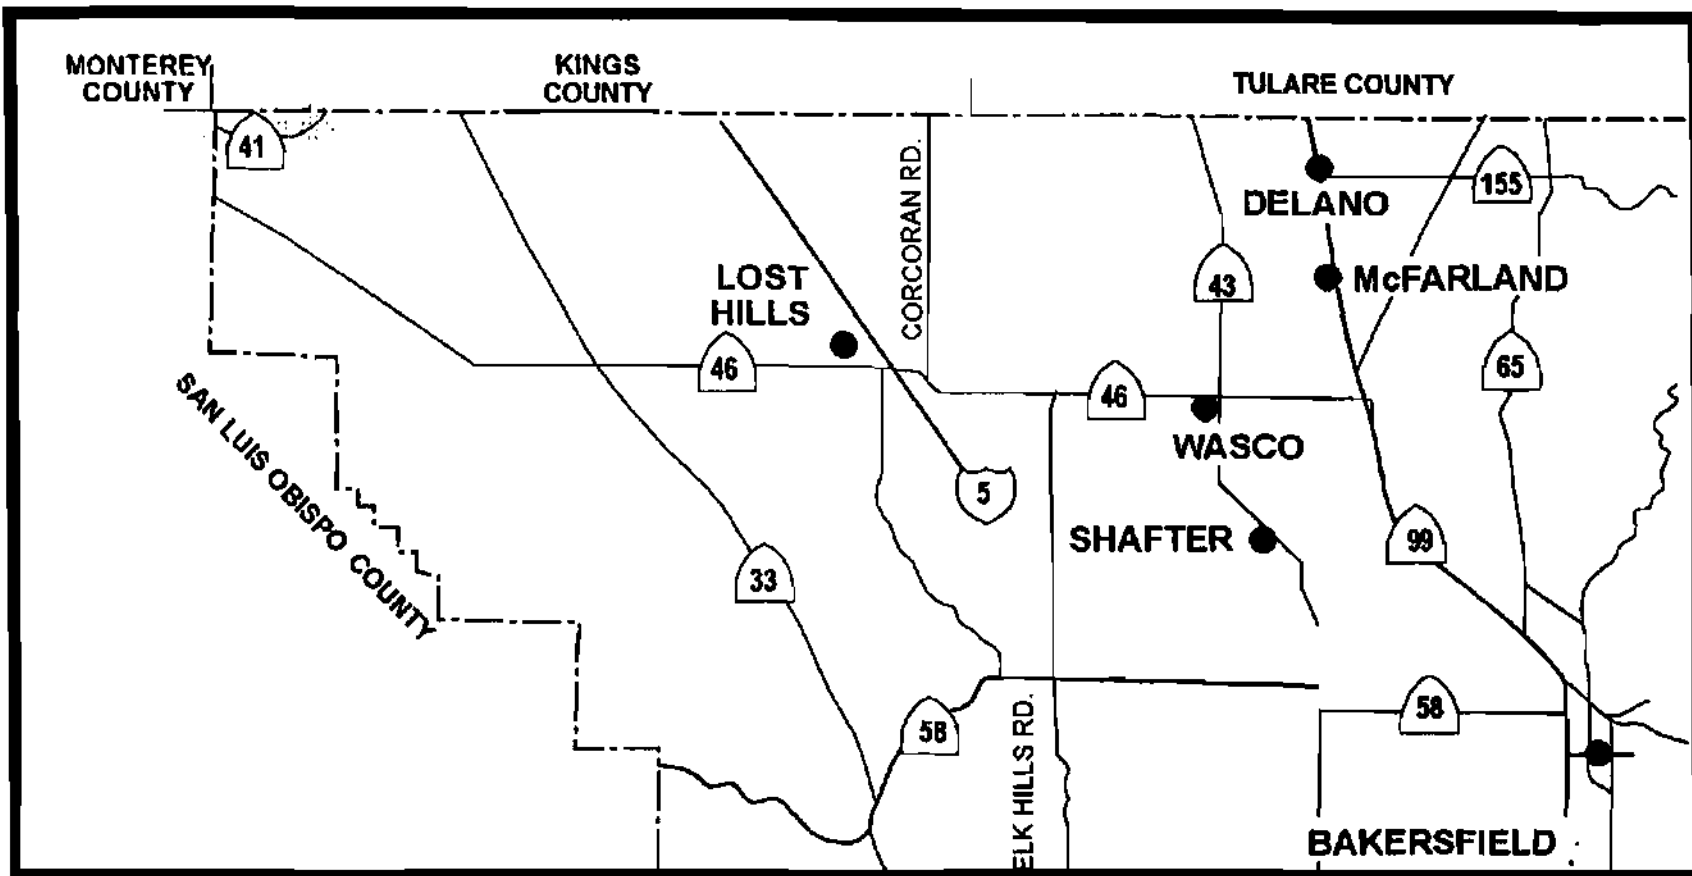 MONTEREY
COUNTY
KINGS
COUNTY
TULARE COUNTY
41
CORCORAN RD.
155
DELANO
LOST
HILLS
43
McFARLAND
46
46
65
SAN LUIS OBISPO COUNTY
WASCO
5
SHAFTER
99
33
58
58
ELK HILLS RD.
BAKERSFIELD